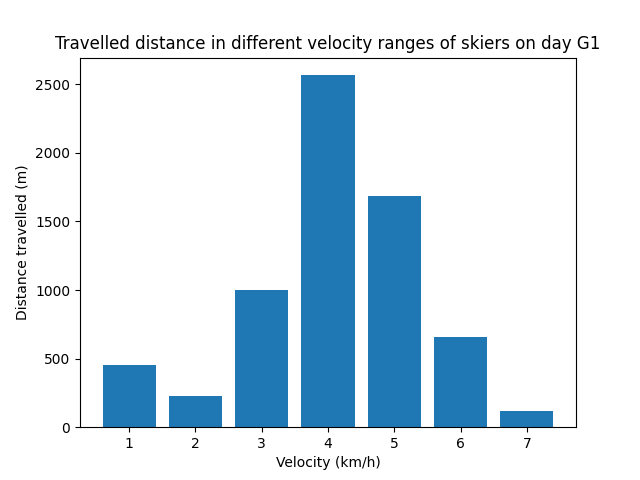 Travelled distance in different velocity ranges of skiers on day G1
2500
2000
1500
1000
500
0
Distance travelled (m)
1 2 3 4 5 6 7
Velocity (km/h)